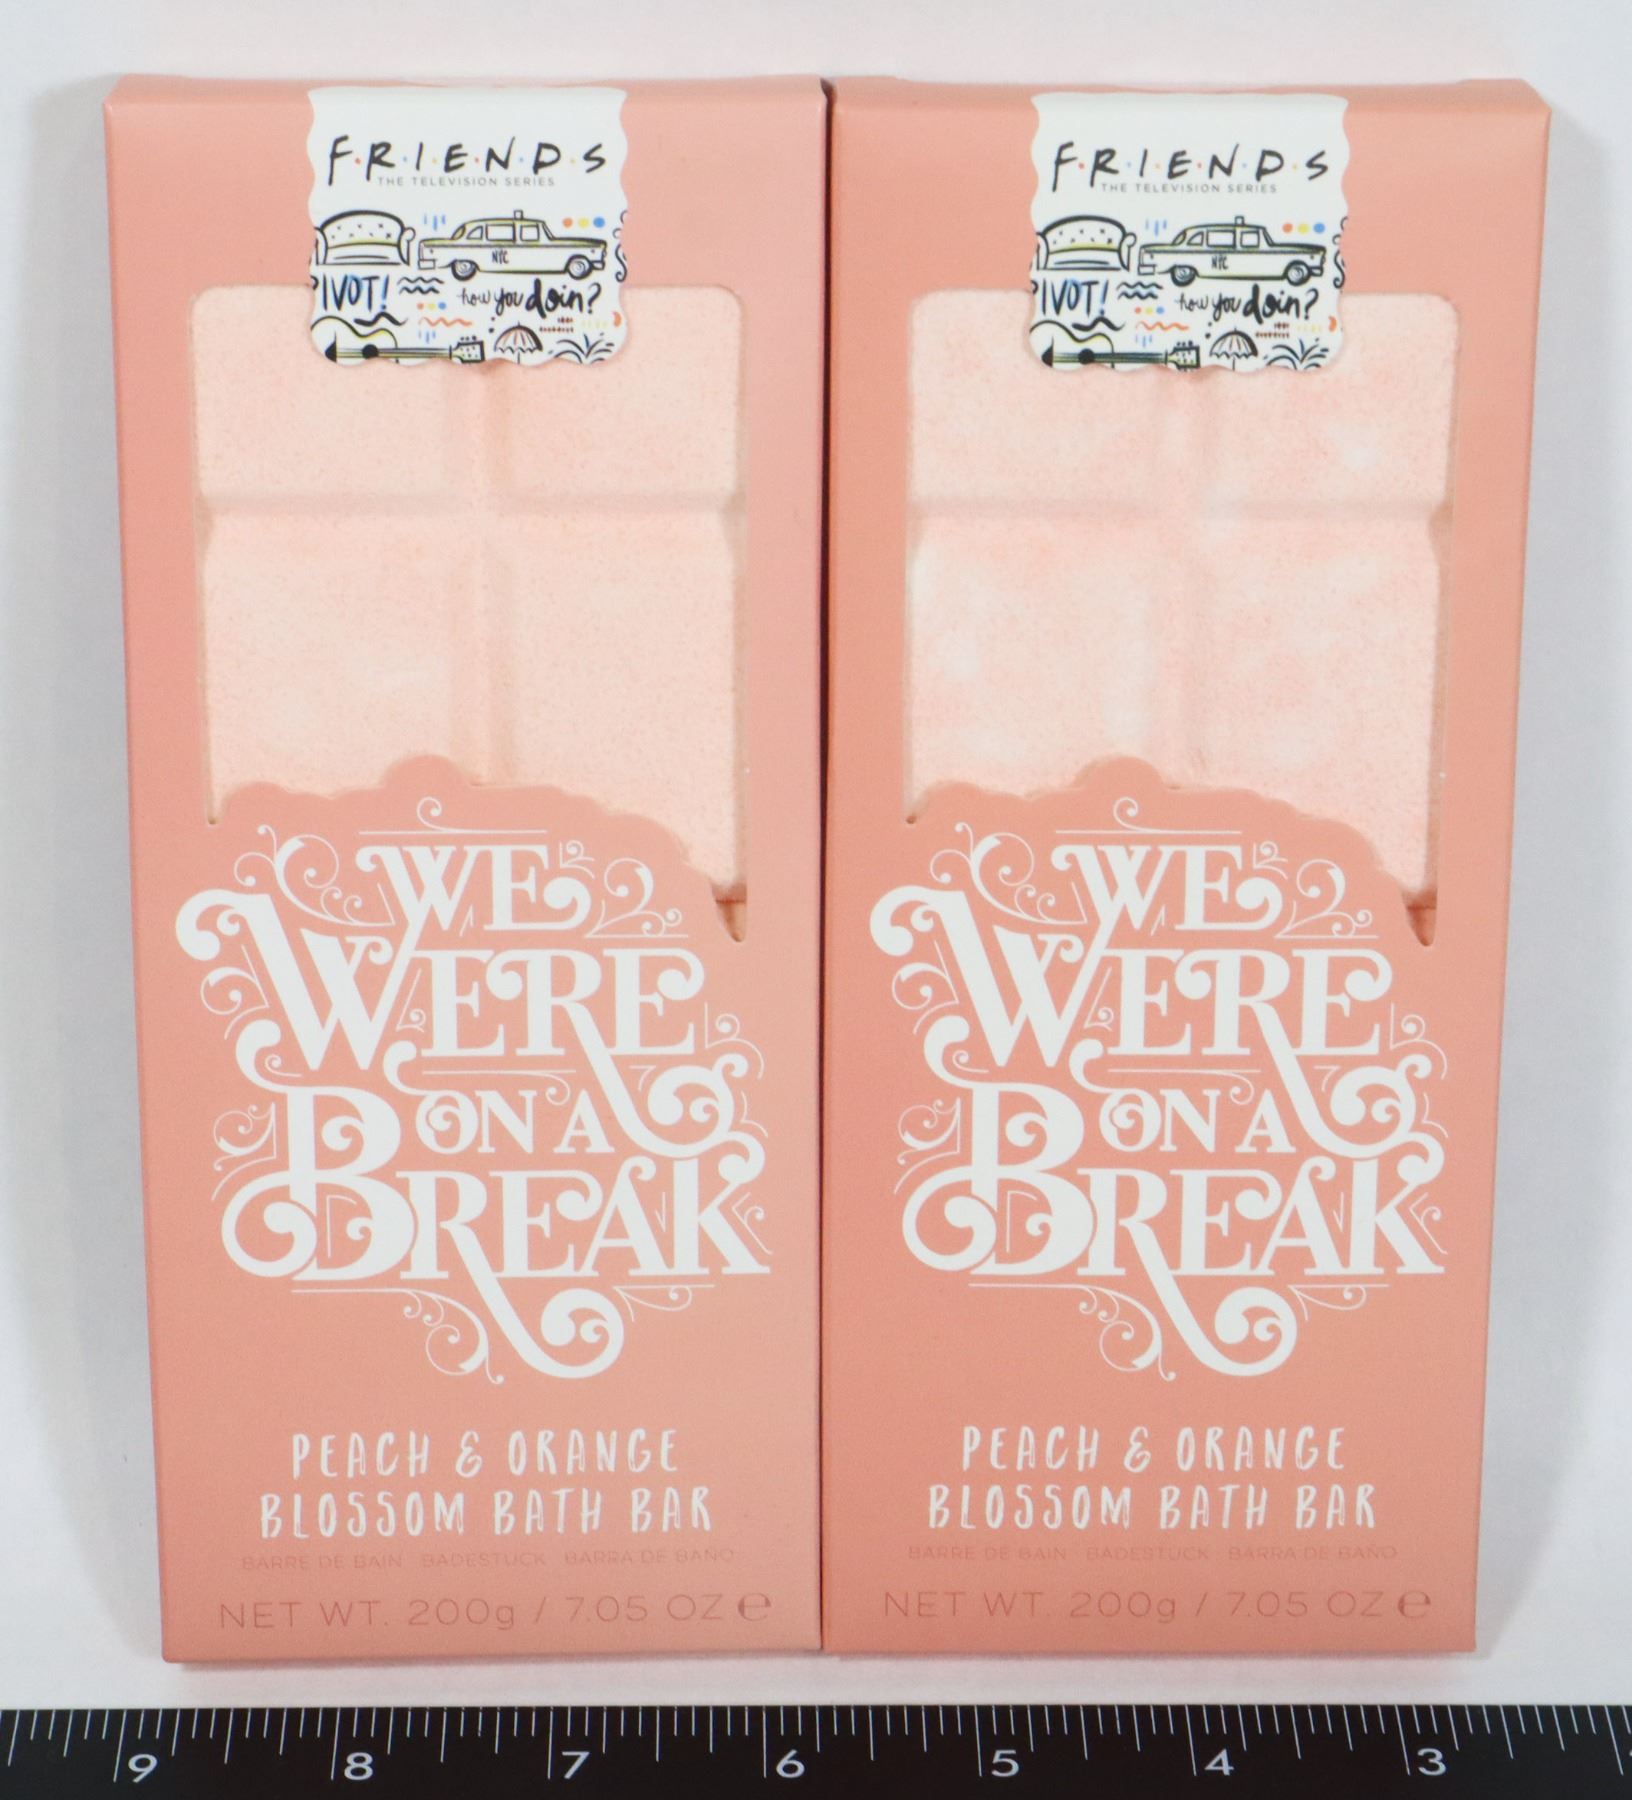 F·R·I·E·N·D·S
THE TELEVISION SERIES
NYC
PIVOT!
how you doin?
WE
WERE
ON A
BREAK
PEACH & ORANGE
BLOSSOM BATH BAR
BARRE DE BAIN BADESTUCK BARRA DE BAÑO
NET WT. 200g / 7.05 OZ e
F·R·I·E·N·D·S
THE TELEVISION SERIES
NYC
PIVOT!
how you doin?
WE
WERE
ON A
BREAK
PEACH & ORANGE
BLOSSOM BATH BAR
BARRE DE BAIN BADESTUCK BARRA DE BAÑO
NET WT. 200g / 7.05 OZ e
9 8 7 6 5 4 3